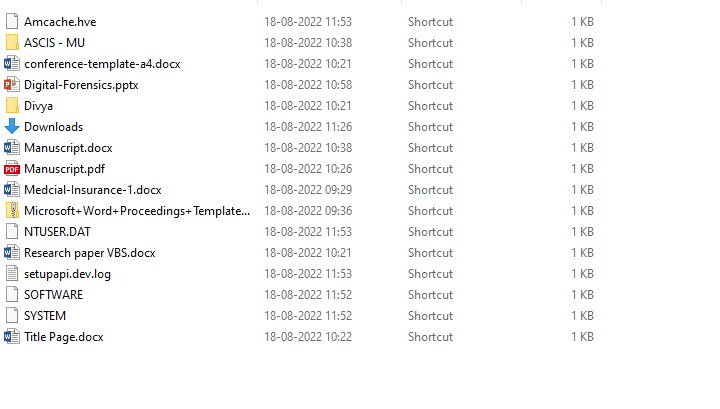 Amcache.hve 18-08-2022 11:53 Shortcut 1 KB
ASCIS - MU 18-08-2022 10:38 Shortcut 1 KB
conference-template-a4.docx 18-08-2022 10:21 Shortcut 1 KB
Digital-Forensics.pptx 18-08-2022 10:58 Shortcut 1 KB
Divya 18-08-2022 10:21 Shortcut 1 KB
Downloads 18-08-2022 11:26 Shortcut 1 KB
Manuscript.docx 18-08-2022 10:38 Shortcut 1 KB
PDF Manuscript.pdf 18-08-2022 10:26 Shortcut 1 KB
Medcial-Insurance-1.docx 18-08-2022 09:29 Shortcut 1 KB
Microsoft+Word+Proceedings+Template... 18-08-2022 09:36 Shortcut 1 KB
NTUSER.DAT 18-08-2022 11:53 Shortcut 1 KB
Research paper VBS.docx 18-08-2022 10:21 Shortcut 1 KB
setupapi.dev.log 18-08-2022 11:53 Shortcut 1 KB
SOFTWARE 18-08-2022 11:52 Shortcut 1 KB
SYSTEM 18-08-2022 11:52 Shortcut 1 KB
Title Page.docx 18-08-2022 10:22 Shortcut 1 KB